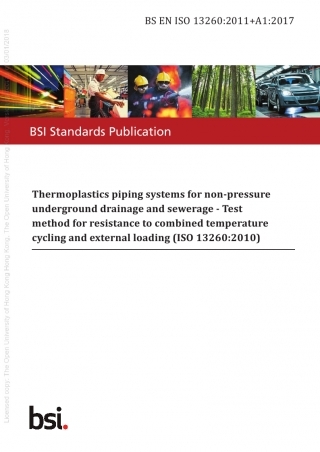 BS EN ISO 13260:2011+A1:2017
BSI Standards Publication
Thermoplastics piping systems for non-pressure
underground drainage and sewerage - Test
method for resistance to combined temperature
cycling and external loading (ISO 13260:2010)
bsi.
Licensed copy: The Open University of Hong Kong, The Open University of Hong Kong,